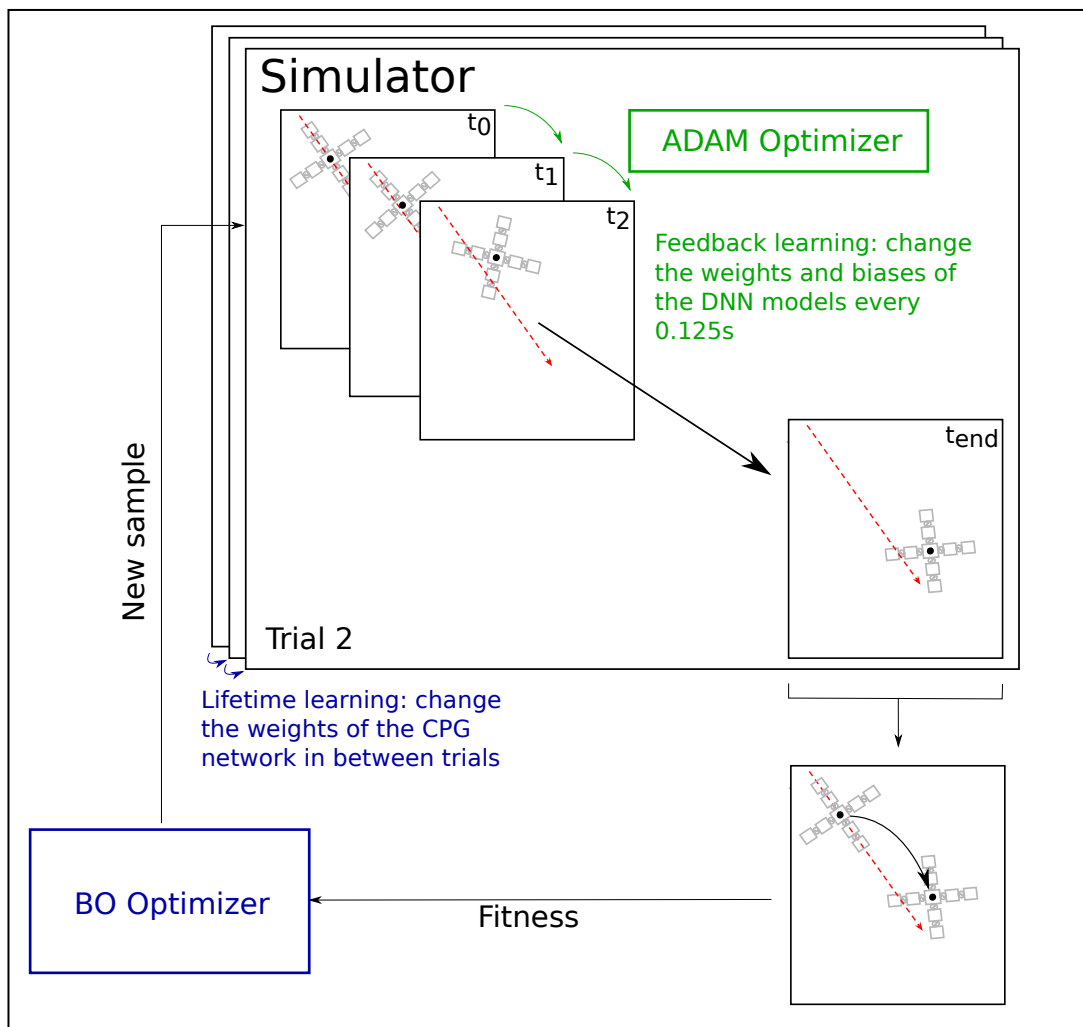 Simulator
t0
t1
t2
ADAM Optimizer
Feedback learning: change
the weights and biases of
the DNN models every
0.125s
tend
New sample
Trial 2
Lifetime learning: change
the weights of the CPG
network in between trials
BO Optimizer
Fitness